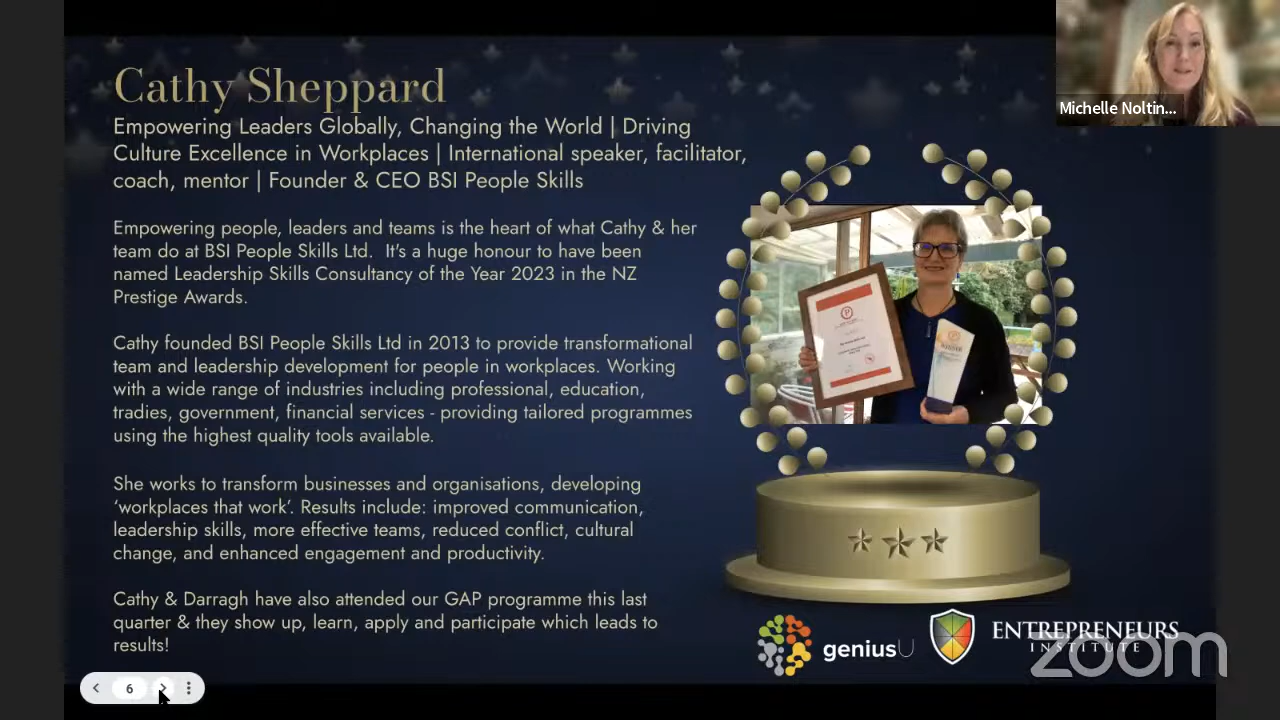 Cathy Sheppard
Empowering Leaders Globally, Changing the World | Driving
Culture Excellence in Workplaces | International speaker, facilitator,
coach, mentor | Founder & CEO BSI People Skills
Empowering people, leaders and teams is the heart of what Cathy & her
team do at BSI People Skills Ltd. It's a huge honour to have been
named Leadership Skills Consultancy of the Year 2023 in the NZ
Prestige Awards.
Cathy founded BSI People Skills Ltd in 2013 to provide transformational
team and leadership development for people in workplaces. Working
with a wide range of industries including professional, education,
tradies, government, financial services - providing tailored programmes
using the highest quality tools available.
She works to transform businesses and organisations, developing
‘workplaces that work’. Results include: improved communication,
leadership skills, more effective teams, reduced conflict, cultural
change, and enhanced engagement and productivity.
Cathy & Darragh have also attended our GAP programme this last
quarter & they show up, learn, apply and participate which leads to
results!
Michelle Noltin...
WINNER
geniusU
ENTREPRENEURS
INSTITUTE
zoom
6